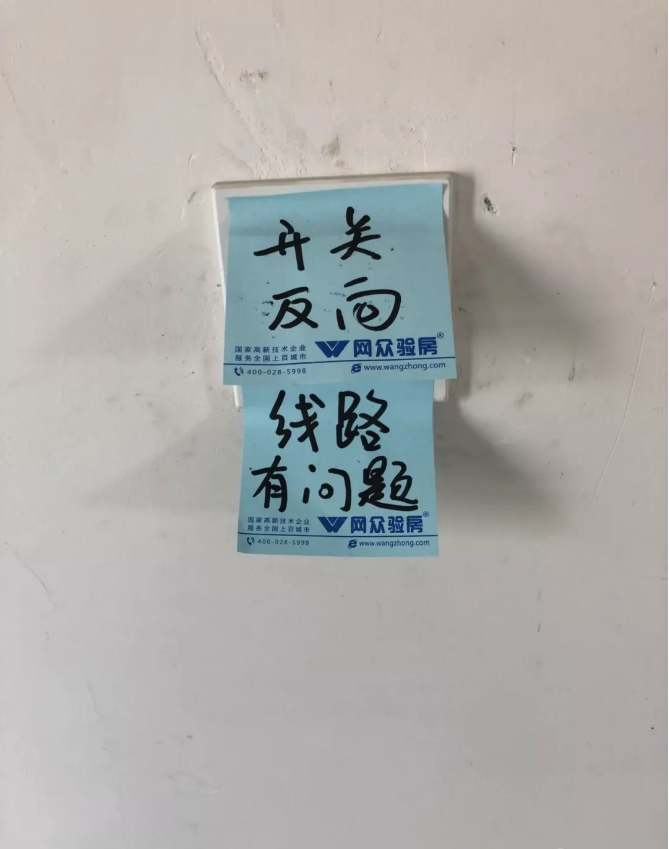 开关
反向
国家高新技术企业
服务全国上百城市
网众验房®
400-028-5998
www.wangzhong.com
线路
有问题
国家高新技术企业
服务全国上百城市
网众验房®
400-028-5998
www.wangzhong.com